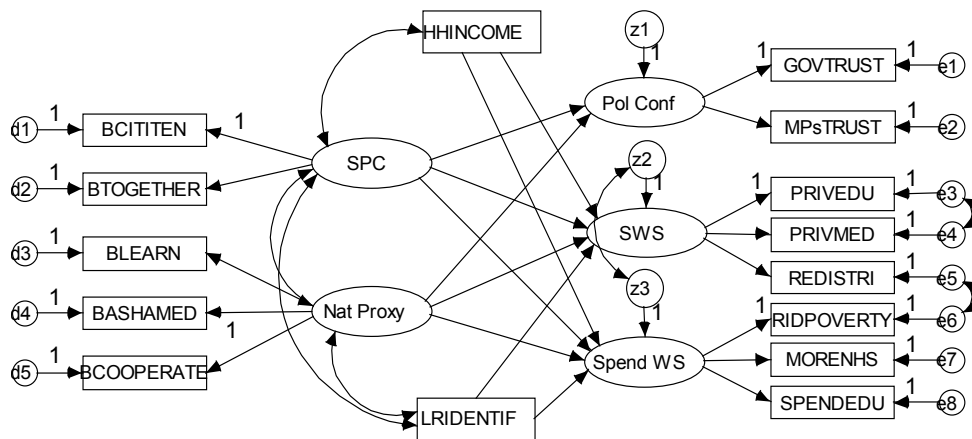 HHINCOME
z1
1
1
1
GOVTRUST
e1
Pol Conf
1
MPsTRUST
e2
d1
1
BCITITEN
1
SPC
z2
1
1
1
PRIVEDU
e3
d2
1
BTOGETHER
SWS
1
PRIVMED
e4
d3
1
BLEARN
z3
1
1
REDISTRI
e5
d4
1
BASHAMED
1
Nat Proxy
1
1
RIDPOVERTY
e6
d5
1
BCOOPERATE
Spend WS
1
MORENHS
e7
LRIDENTIF
1
SPENDEDU
e8